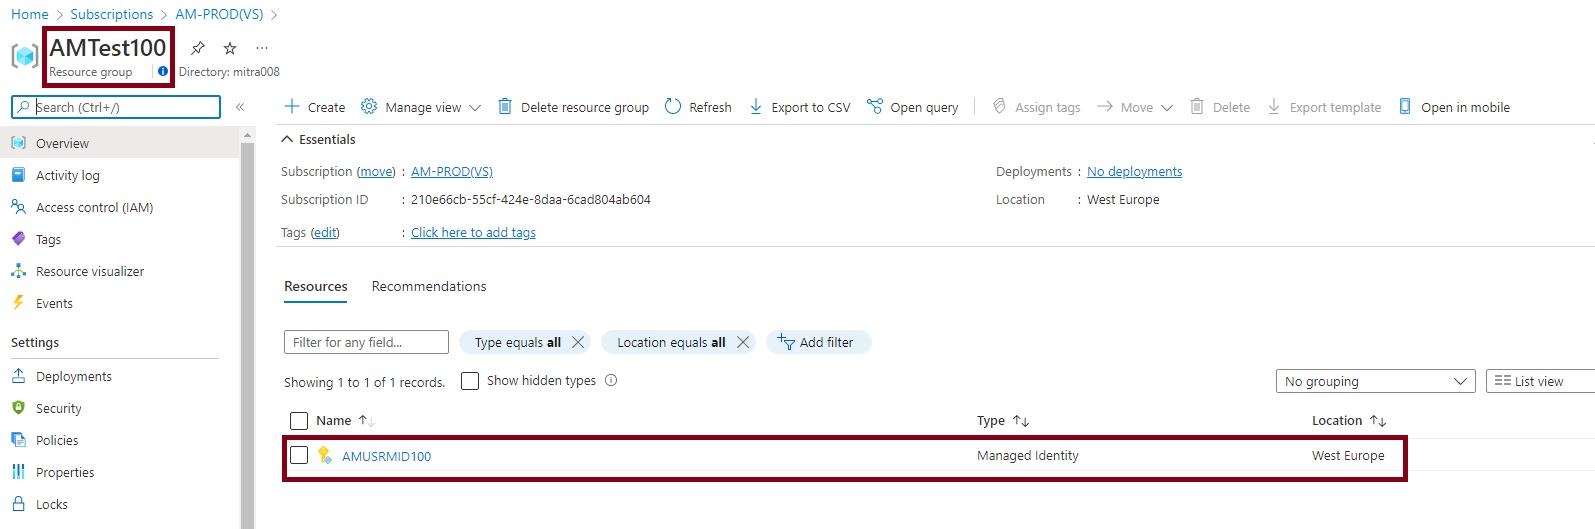 Home > Subscriptions > AM-PROD(VS) >
AMTest100
Resource group
Directory: mitra008
Search (Ctrl+/)
Overview
Activity log
Access control (IAM)
Tags
Resource visualizer
Events
Settings
Deployments
Security
Policies
Properties
Locks
Create Manage view Delete resource group Refresh Export to CSV Open query Assign tags Move Delete Export template Open in mobile
Essentials
Subscription (move) : AM-PROD(VS)
Subscription ID : 210e66cb-55cf-424e-8daa-6cad804ab604
Tags (edit) : Click here to add tags
Deployments : No deployments
Location : West Europe
Resources Recommendations
Filter for any field... Type equals all Location equals all Add filter
Showing 1 to 1 of 1 records. Show hidden types No grouping List view
Name Type Location
AMUSRMID100 Managed Identity West Europe